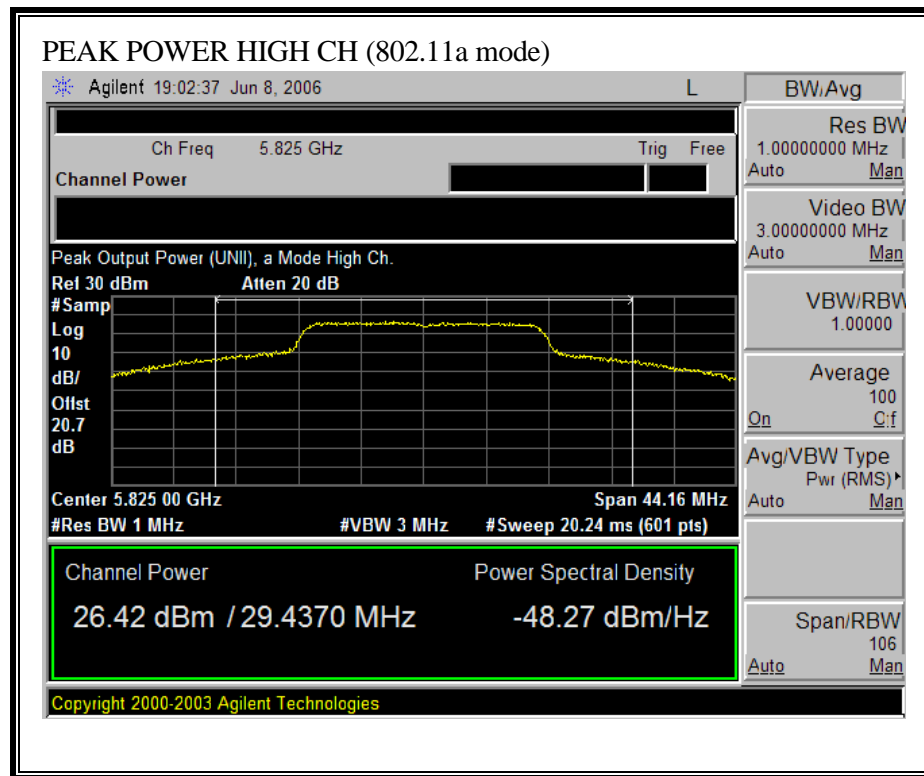 PEAK POWER HIGH CH (802.11a mode)
Agilent 19:02:37 Jun 8, 2006 L
BW/Avg
Ch Freq 5.825 GHz Trig Free
Channel Power
Peak Output Power (UNII), a Mode High Ch.
Ref 30 dBm Atten 20 dB
#Samp
Log
10
dB/
Offst
20.7
dB
Center 5.825 00 GHz Span 44.16 MHz
#Res BW 1 MHz #VBW 3 MHz #Sweep 20.24 ms (601 pts)
Channel Power Power Spectral Density
26.42 dBm / 29.4370 MHz -48.27 dBm/Hz
Copyright 2000-2003 Agilent Technologies
Res BW
1.00000000 MHz
Auto Man
Video BW
3.00000000 MHz
Auto Man
VBW/RBW
1.00000
Average
100
On Off
Avg/VBW Type
Pwr (RMS)
Auto Man
Span/RBW
106
Auto Man